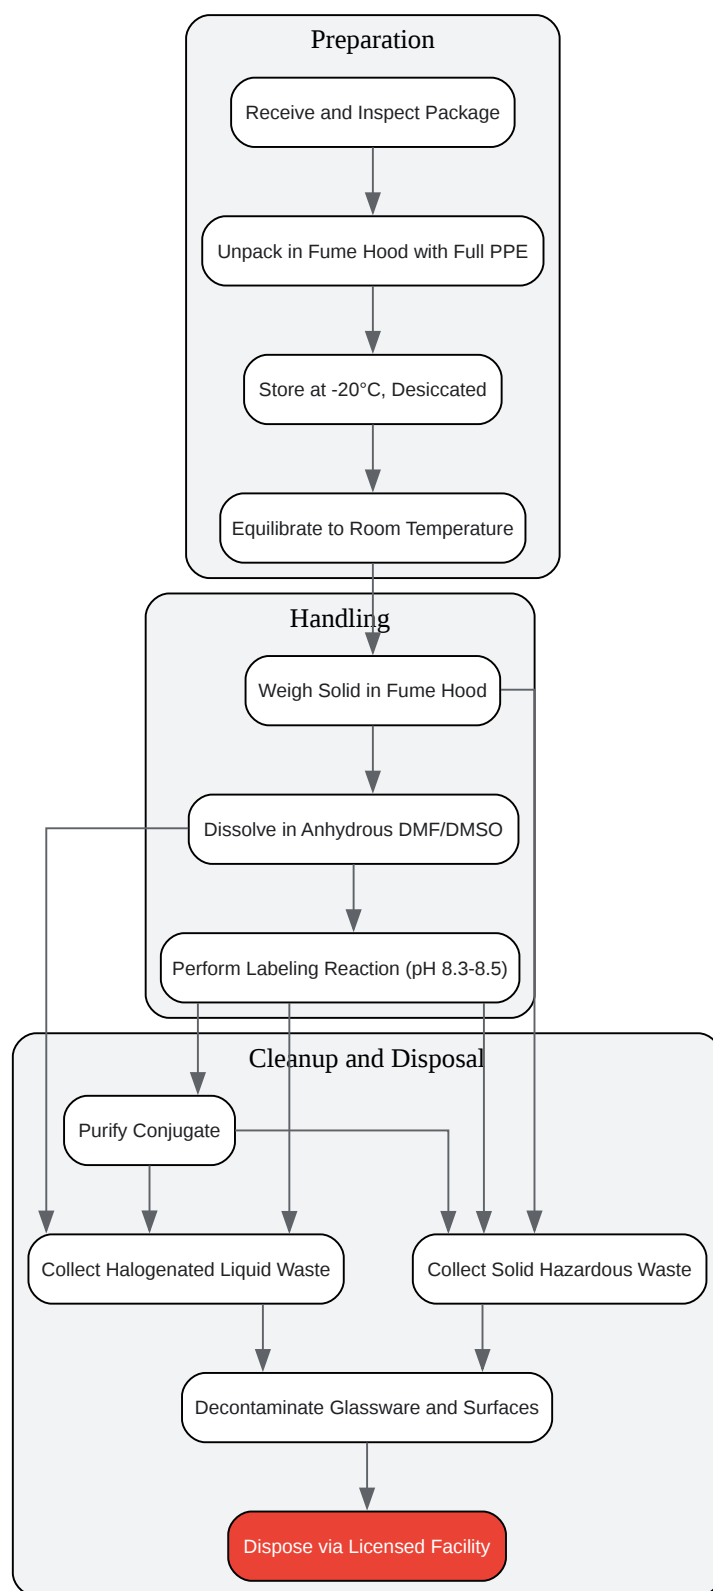 Preparation
Receive and Inspect Package
Unpack in Fume Hood with Full PPE
Store at -20°C, Desiccated
Equilibrate to Room Temperature
Handling
Weigh Solid in Fume Hood
Dissolve in Anhydrous DMF/DMSO
Perform Labeling Reaction (pH 8.3-8.5)
Cleanup and Disposal
Purify Conjugate
Collect Halogenated Liquid Waste
Collect Solid Hazardous Waste
Decontaminate Glassware and Surfaces
Dispose via Licensed Facility